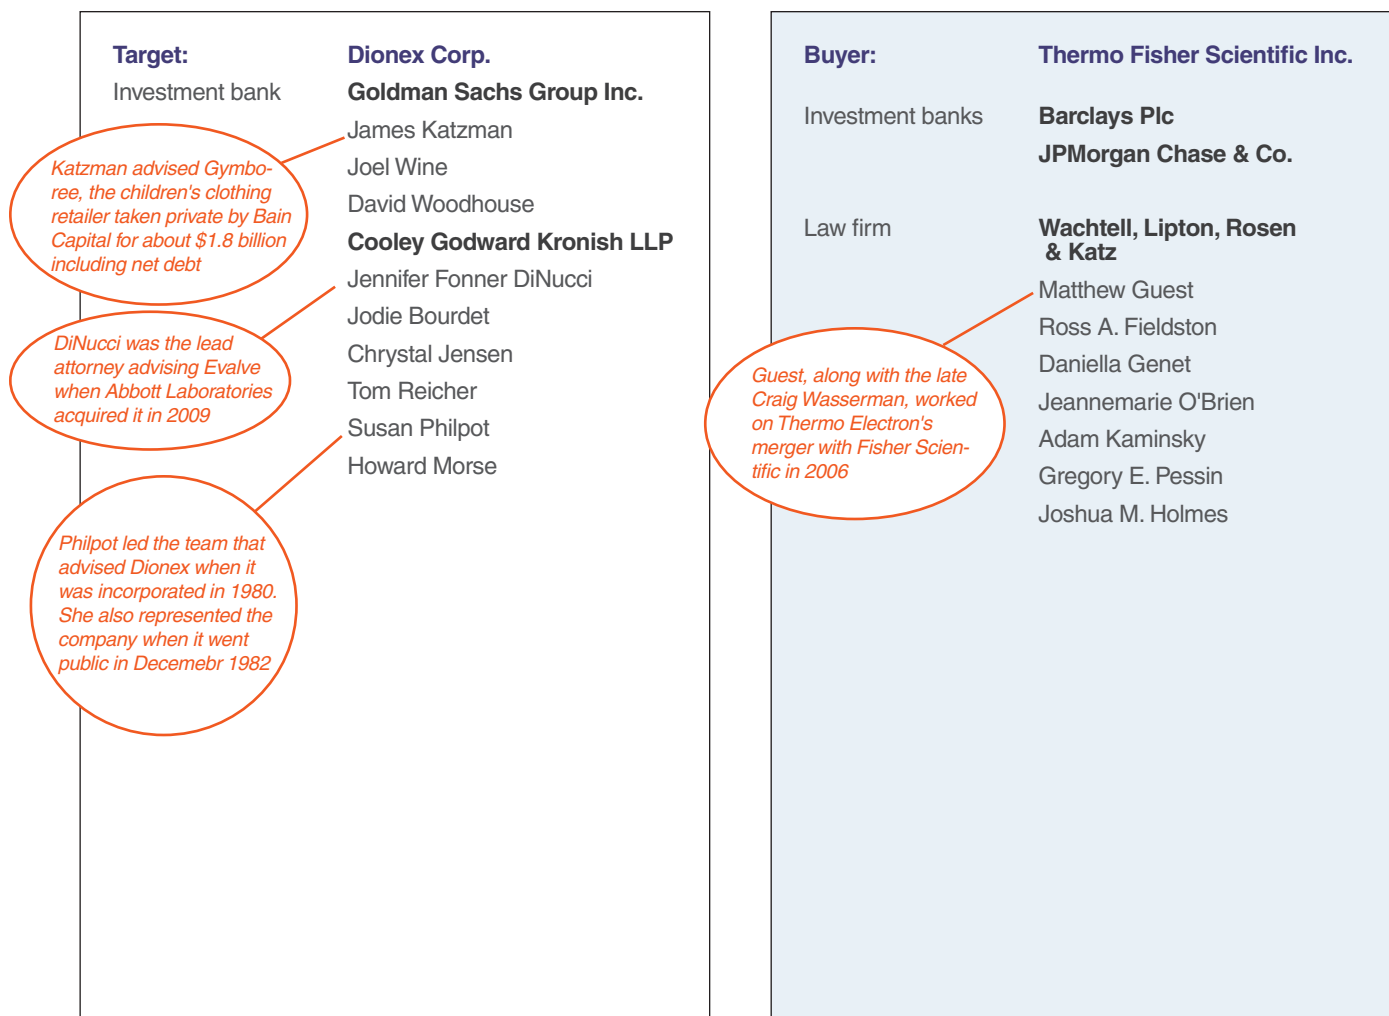 Target: Dionex Corp.
Investment bank Goldman Sachs Group Inc.
James Katzman
Joel Wine
David Woodhouse
Cooley Godward Kronish LLP
Jennifer Fonner DiNucci
Jodie Bourdet
Chrystal Jensen
Tom Reicher
Susan Philpot
Howard Morse
Katzman advised Gymbo-
ree, the children's clothing
retailer taken private by Bain
Capital for about $1.8 billion
including net debt
DiNucci was the lead
attorney advising Evalve
when Abbott Laboratories
acquired it in 2009
Philpot led the team that
advised Dionex when it
was incorporated in 1980.
She also represented the
company when it went
public in Decemebr 1982
Buyer: Thermo Fisher Scientific Inc.
Investment banks Barclays Plc
JPMorgan Chase & Co.
Law firm Wachtell, Lipton, Rosen
& Katz
Matthew Guest
Ross A. Fieldston
Daniella Genet
Jeannemarie O'Brien
Adam Kaminsky
Gregory E. Pessin
Joshua M. Holmes
Guest, along with the late
Craig Wasserman, worked
on Thermo Electron's
merger with Fisher Scien-
tific in 2006